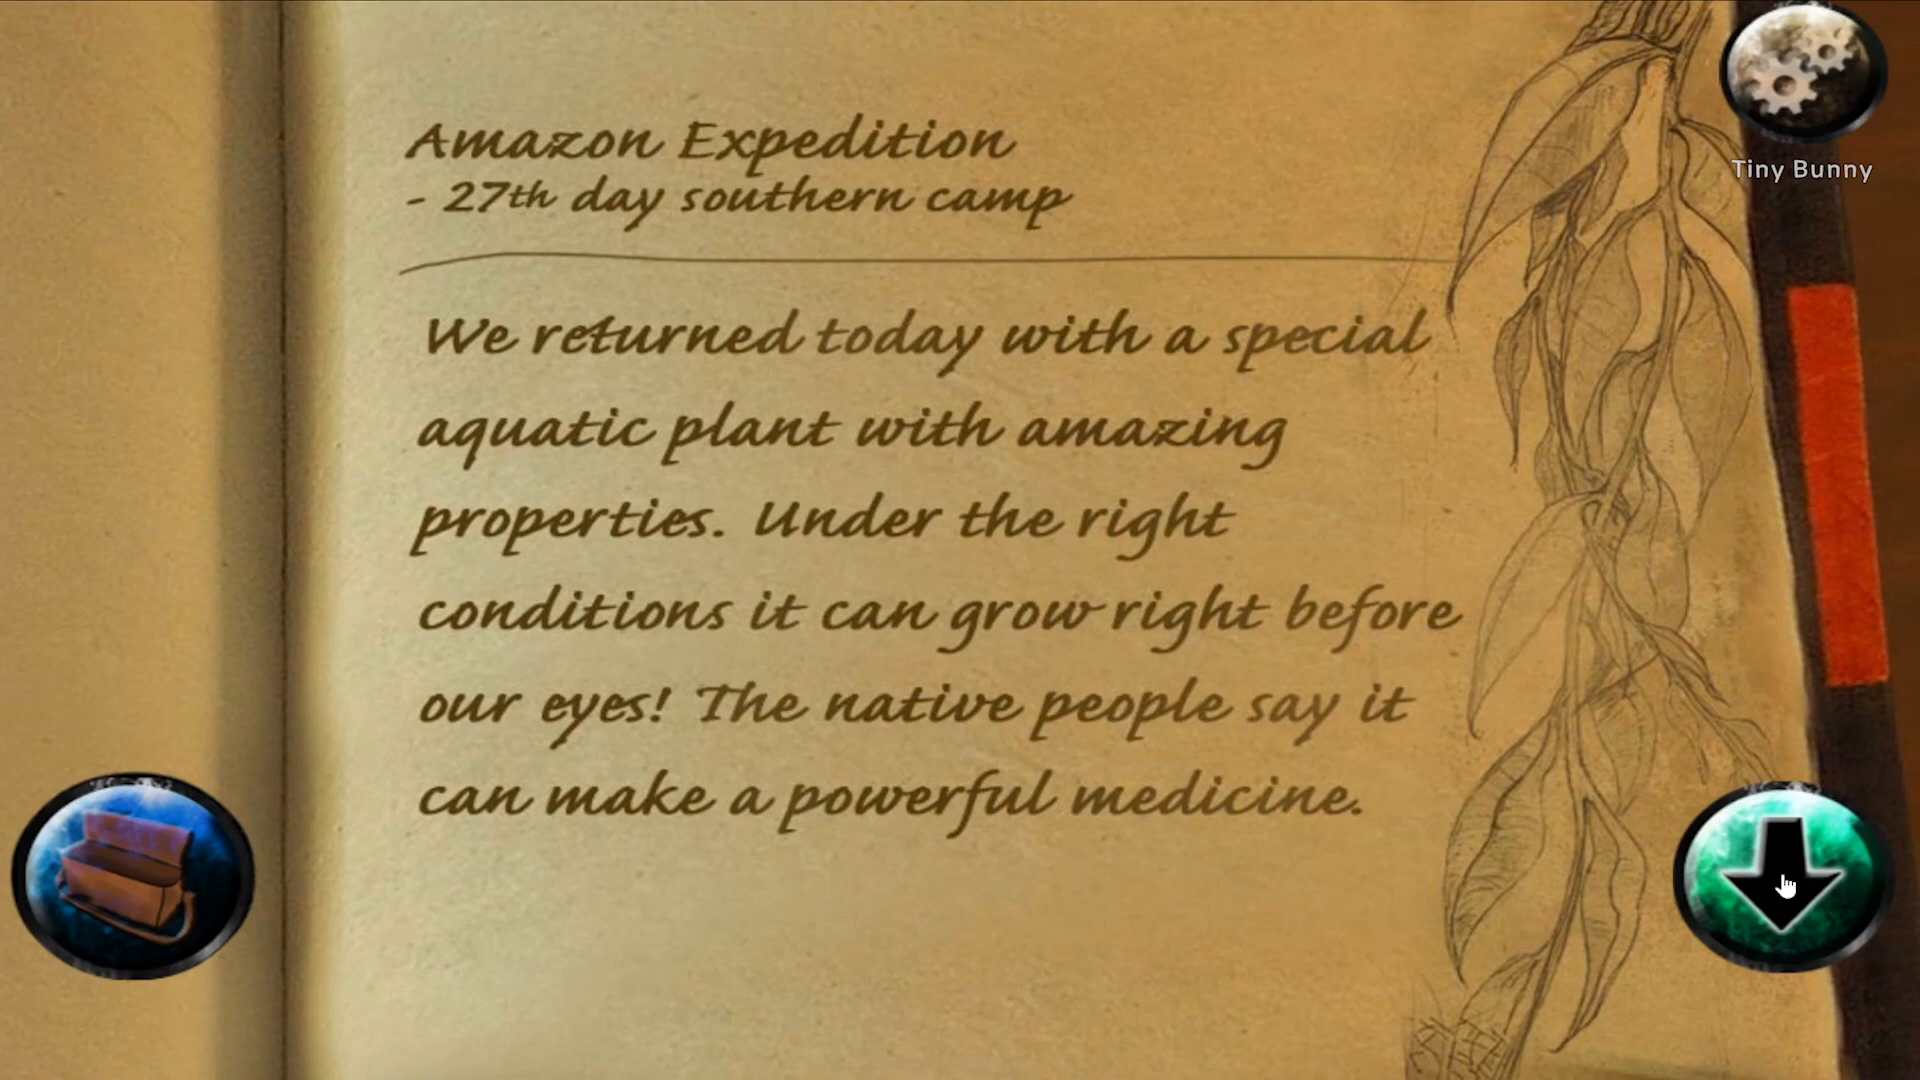 Amazon Expedition
- 27th day southern camp
We returned today with a special
aquatic plant with amazing
properties. Under the right
conditions it can grow right before
our eyes! The native people say it
can make a powerful medicine.
Tiny Bunny